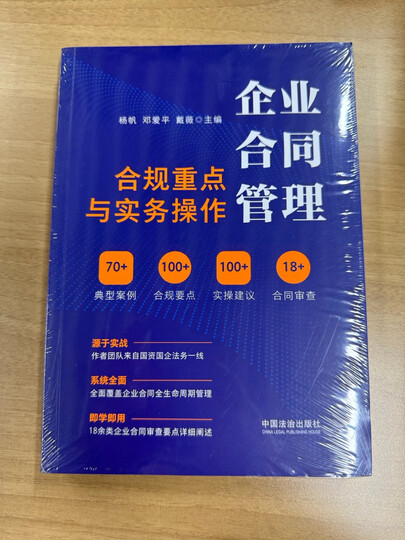 杨帆 邓爱平 戴薇◎主编
企业
合同
管理
合规重点
与实务操作
70+
典型案例
100+
合规要点
100+
实操建议
18+
合同审查
源于实战
作者团队来自国资国企法务一线
系统全面
全面覆盖企业合同全生命周期管理
即学即用
18余类企业合同审查要点详细阐述
中国法治出版社
CHINA LEGAL PUBLISHING HOUSE